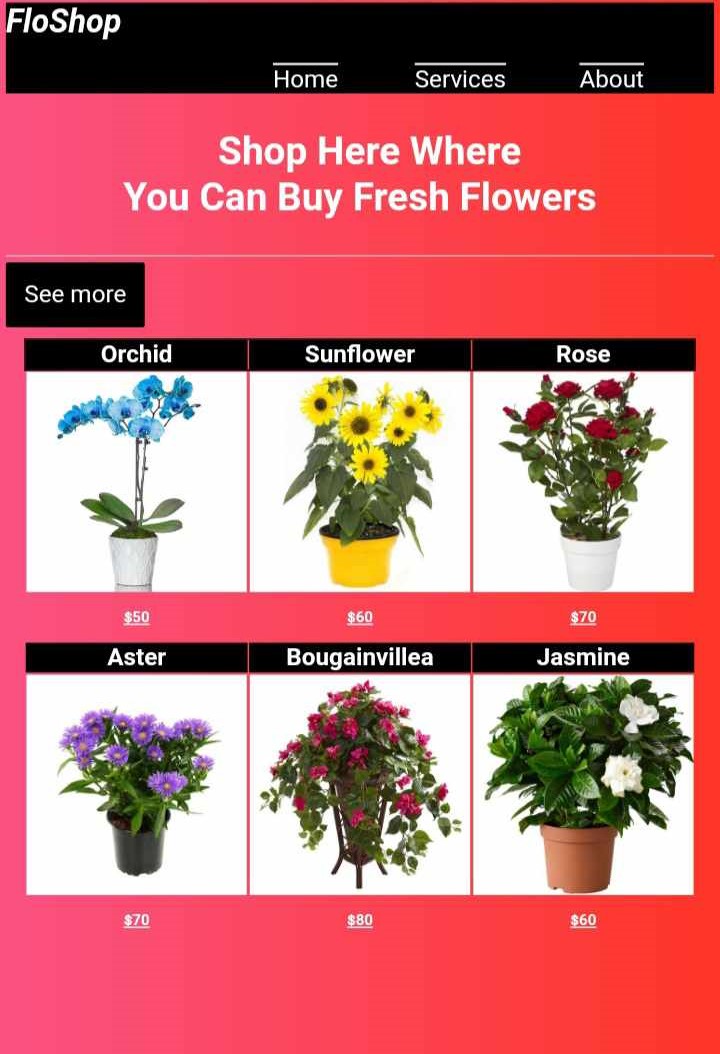 FloShop
Home Services About
Shop Here Where
You Can Buy Fresh Flowers
See more
Orchid Sunflower Rose
$50 $60 $70
Aster Bougainvillea Jasmine
$70 $80 $60